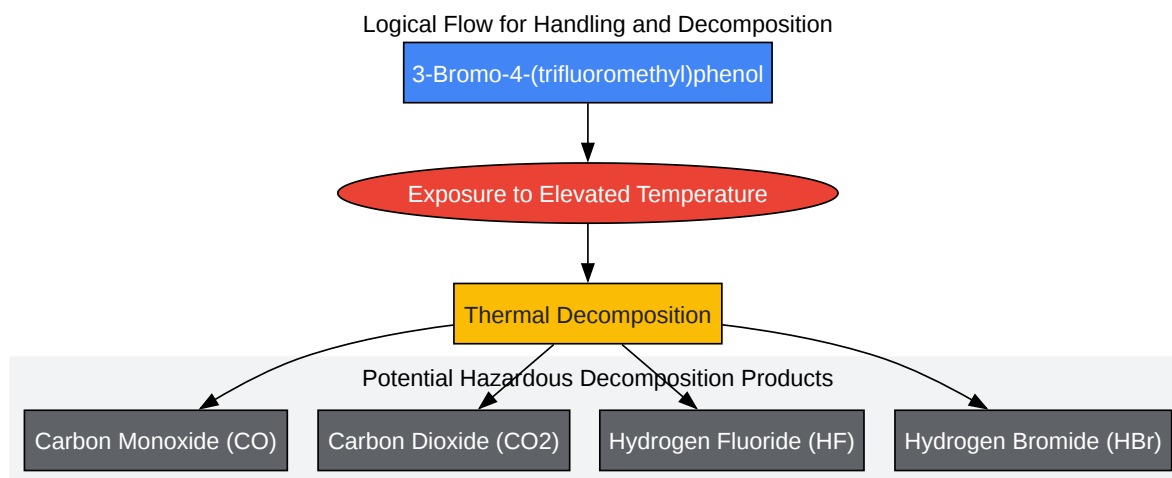 Logical Flow for Handling and Decomposition
3-Bromo-4-(trifluoromethyl)phenol
Exposure to Elevated Temperature
Thermal Decomposition
Potential Hazardous Decomposition Products
Carbon Monoxide (CO)
Carbon Dioxide (CO2)
Hydrogen Fluoride (HF)
Hydrogen Bromide (HBr)